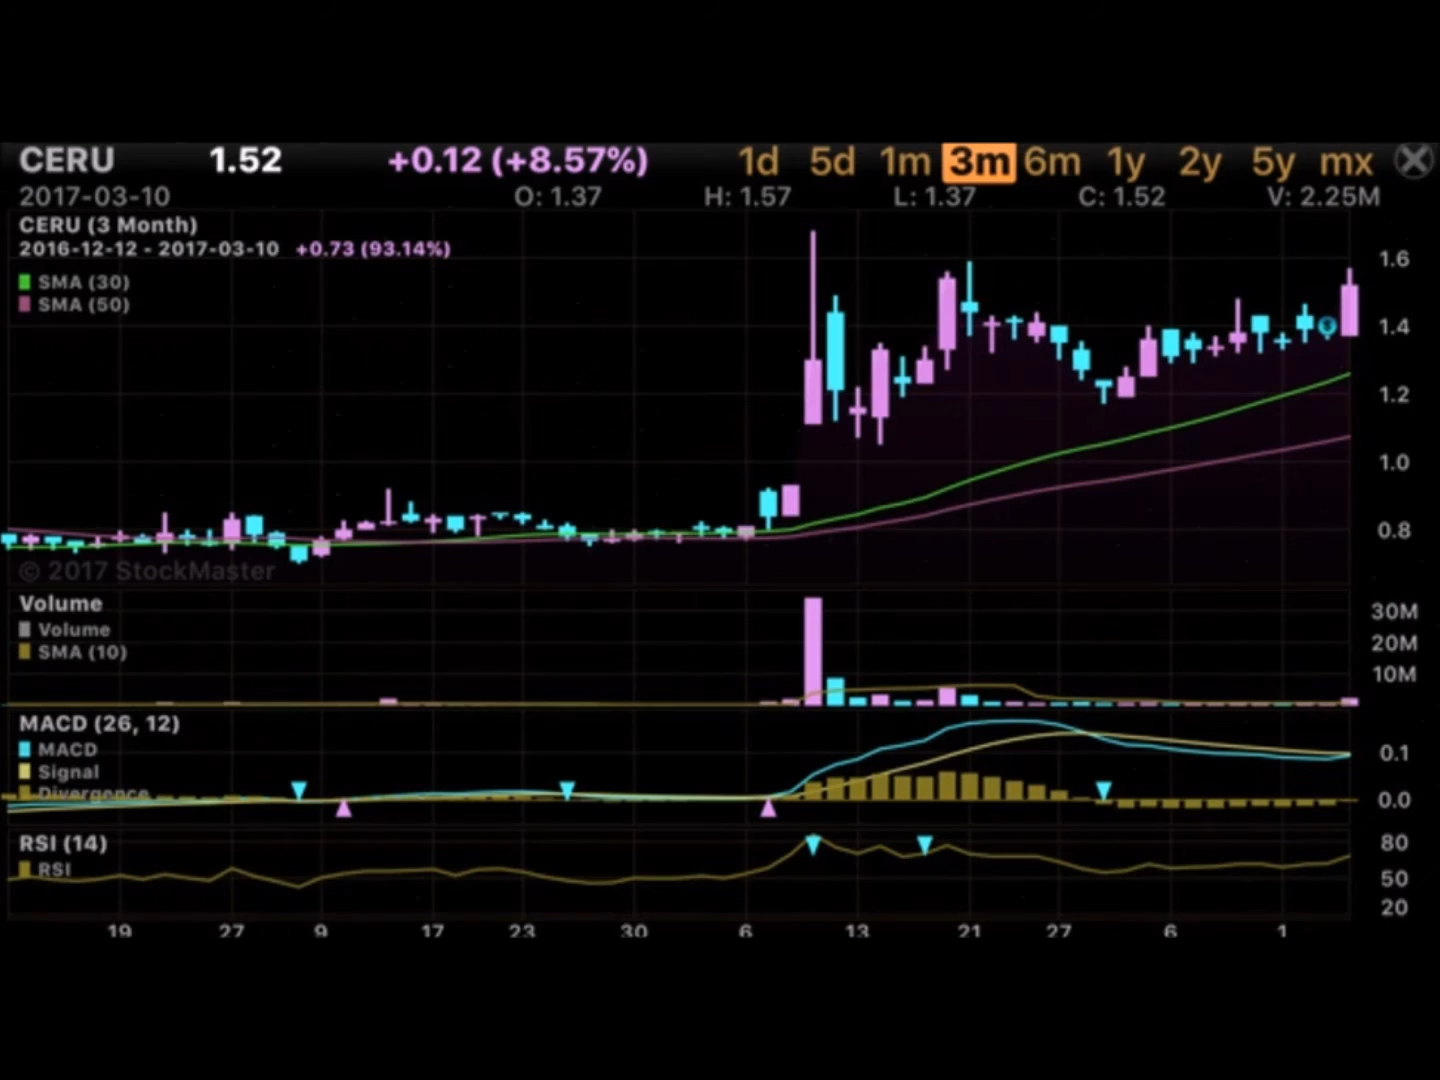 CERU 1.52 +0.12 (+8.57%) 1d 5d 1m 3m 6m 1y 2y 5y mx
2017-03-10 O: 1.37 H: 1.57 L: 1.37 C: 1.52 V: 2.25M
CERU (3 Month)
2016-12-12 - 2017-03-10 +0.73 (93.14%)
SMA (30)
SMA (50)
1.6
1.4
1.2
1.0
0.8
© 2017 StockMaster
Volume
Volume
SMA (10)
30M
20M
10M
MACD (26, 12)
MACD
Signal
Divergence
0.1
0.0
RSI (14)
RSI
80
50
20
19 27 9 17 23 30 6 13 21 27 6 1